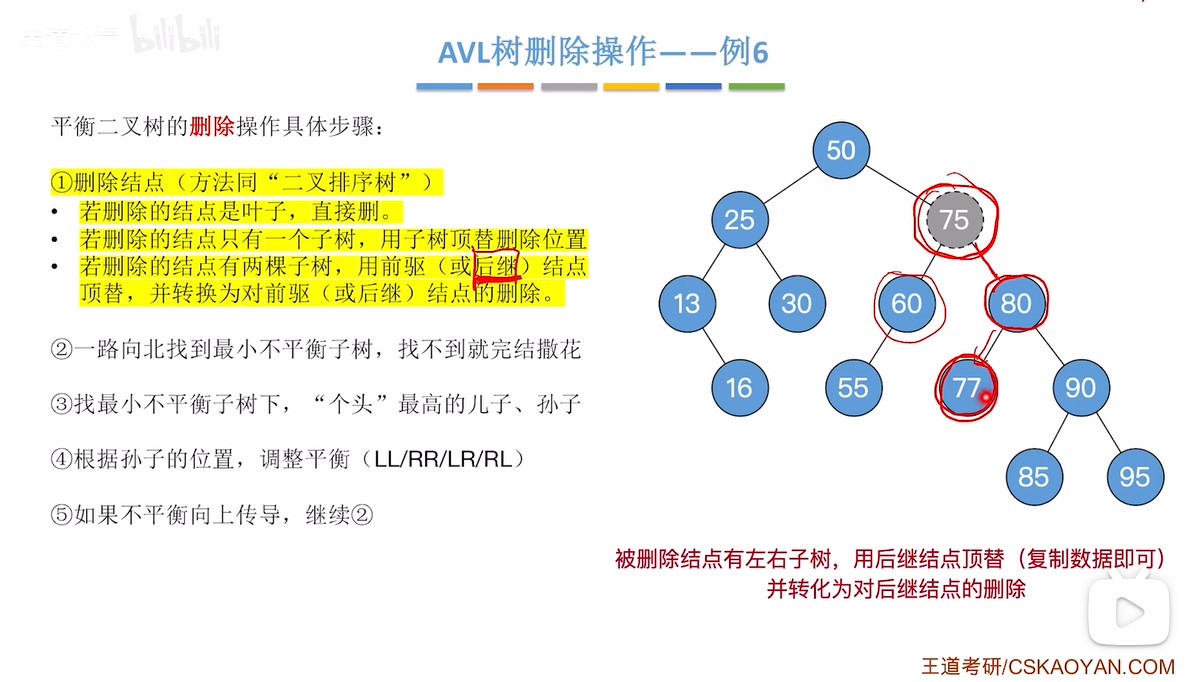 bilibili
AVL树删除操作——例6
平衡二叉树的删除操作具体步骤：
①删除结点（方法同“二叉排序树”）
• 若删除的结点是叶子，直接删。
• 若删除的结点只有一个子树，用子树顶替删除位置
• 若删除的结点有两棵子树，用前驱（或后继）结点
顶替，并转换为对前驱（或后继）结点的删除。
②一路向北找到最小不平衡子树，找不到就完结撒花
③找最小不平衡子树下，“个头”最高的儿子、孙子
④根据孙子的位置，调整平衡（LL/RR/LR/RL）
⑤如果不平衡向上传导，继续②
50
25
75
13
30
60
80
16
55
77
90
85
95
被删除结点有左右子树，用后继结点顶替（复制数据即可）
并转化为对后继结点的删除
王道考研/CSKAOYAN.COM